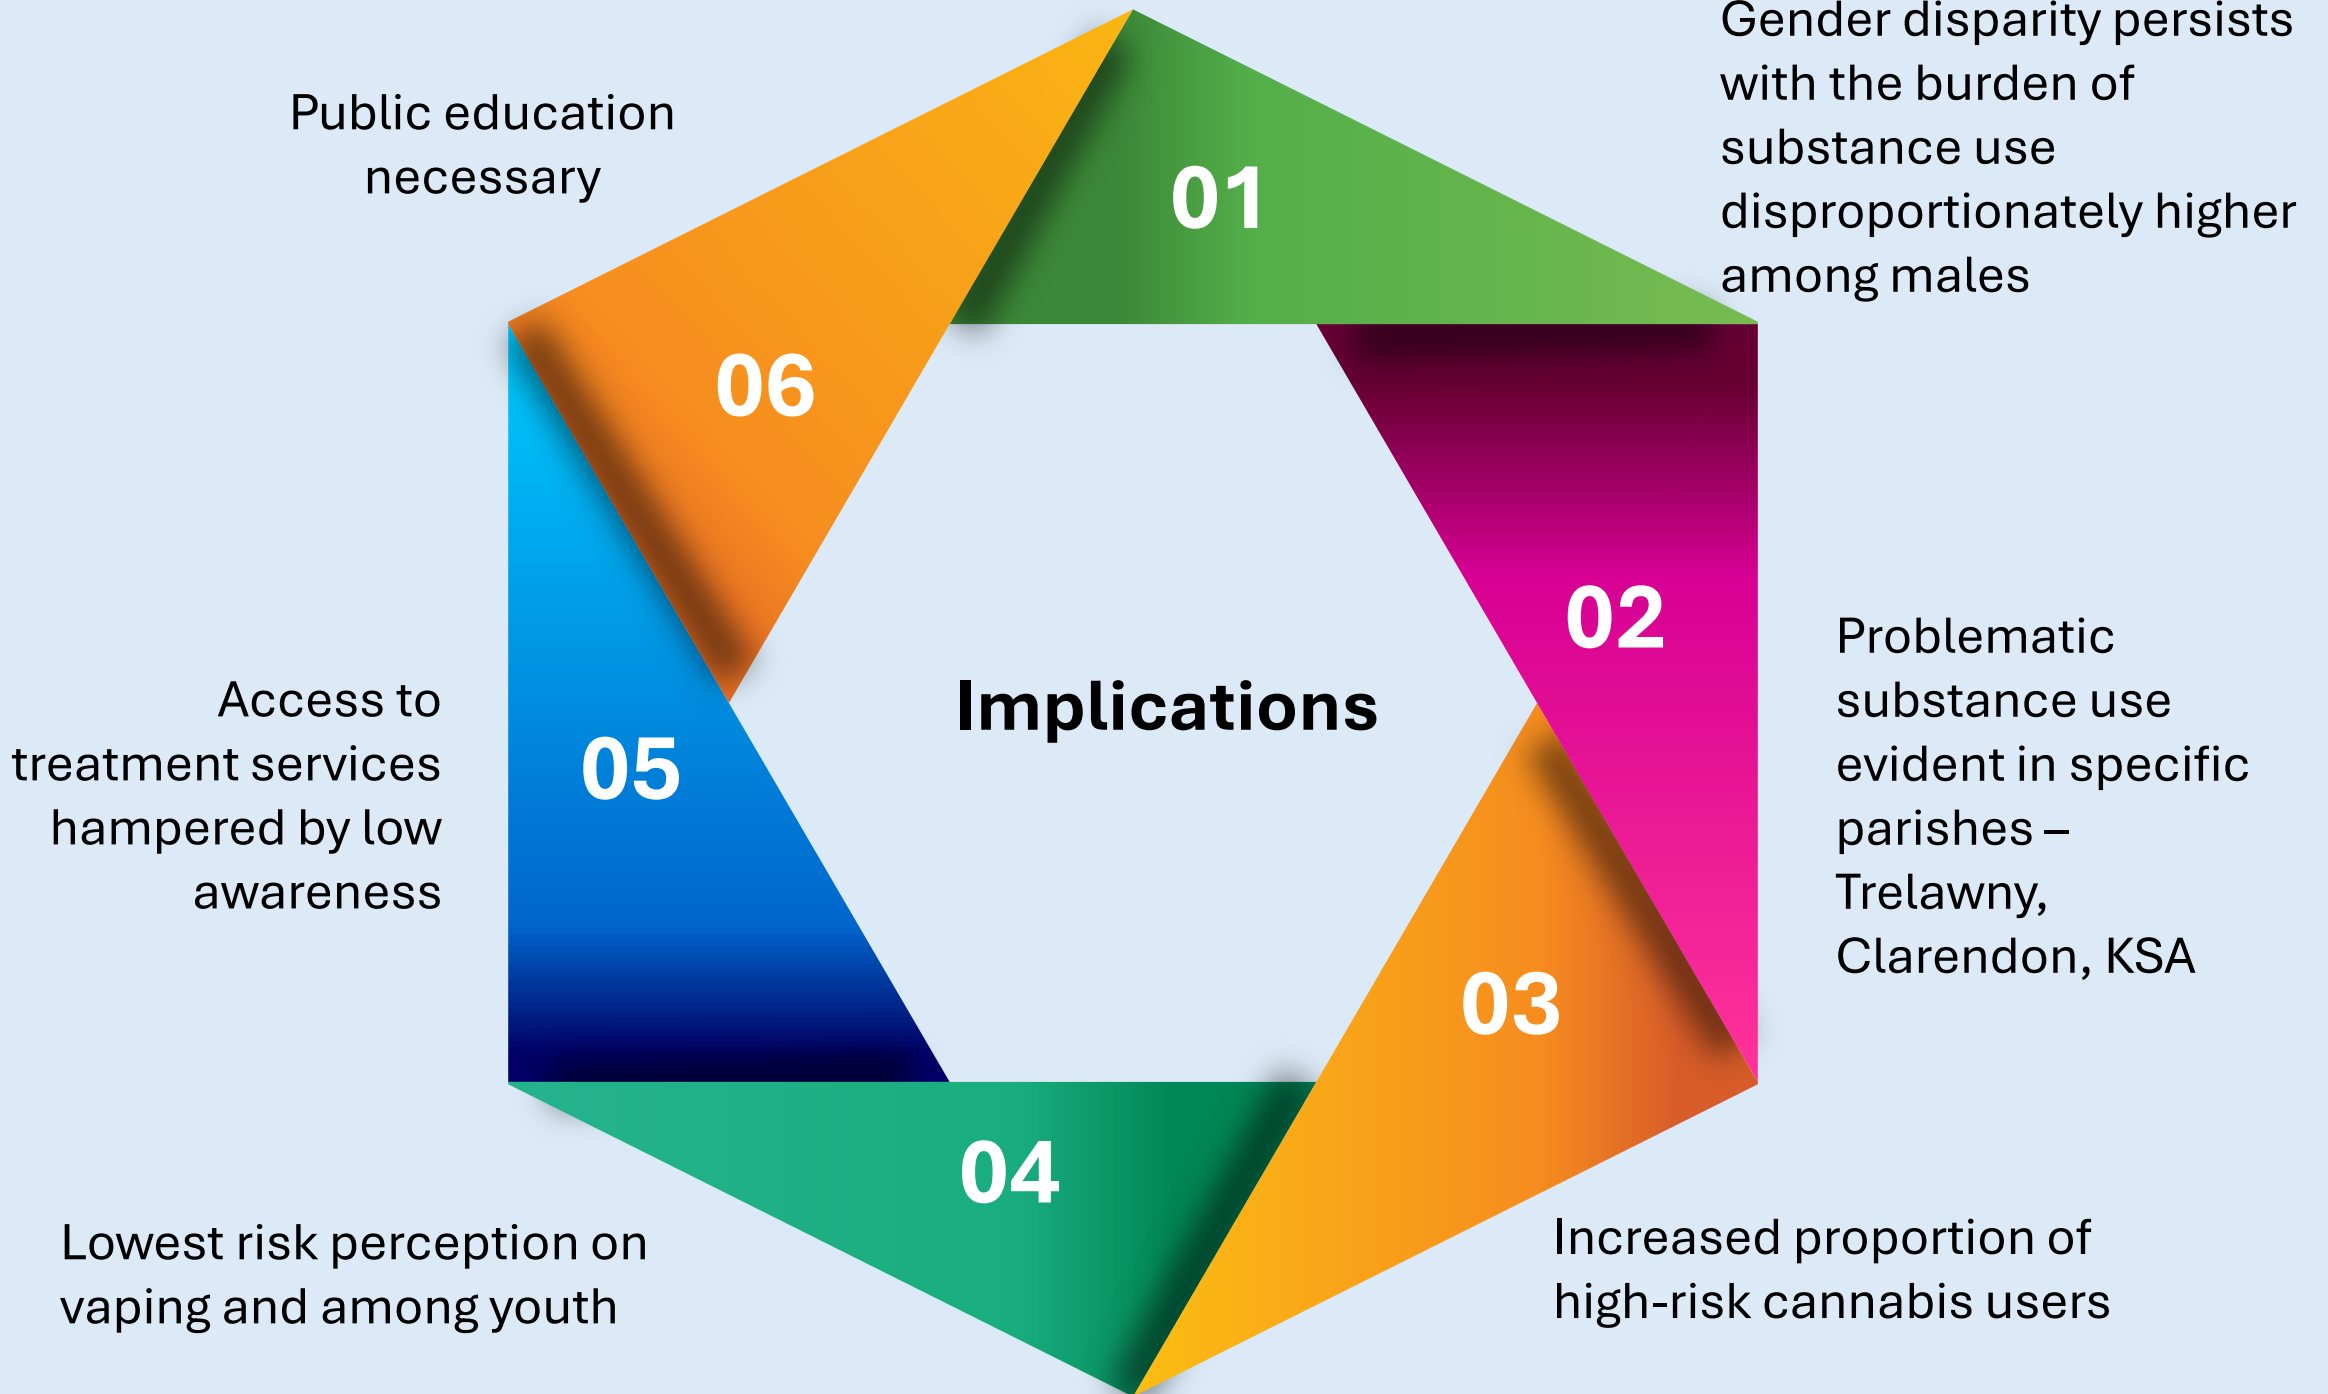 Implications
01
Gender disparity persists
with the burden of
substance use
disproportionately higher
among males
02
Problematic
substance use
evident in specific
parishes –
Trelawny,
Clarendon, KSA
03
Increased proportion of
high-risk cannabis users
04
Lowest risk perception on
vaping and among youth
05
Access to
treatment services
hampered by low
awareness
06
Public education
necessary